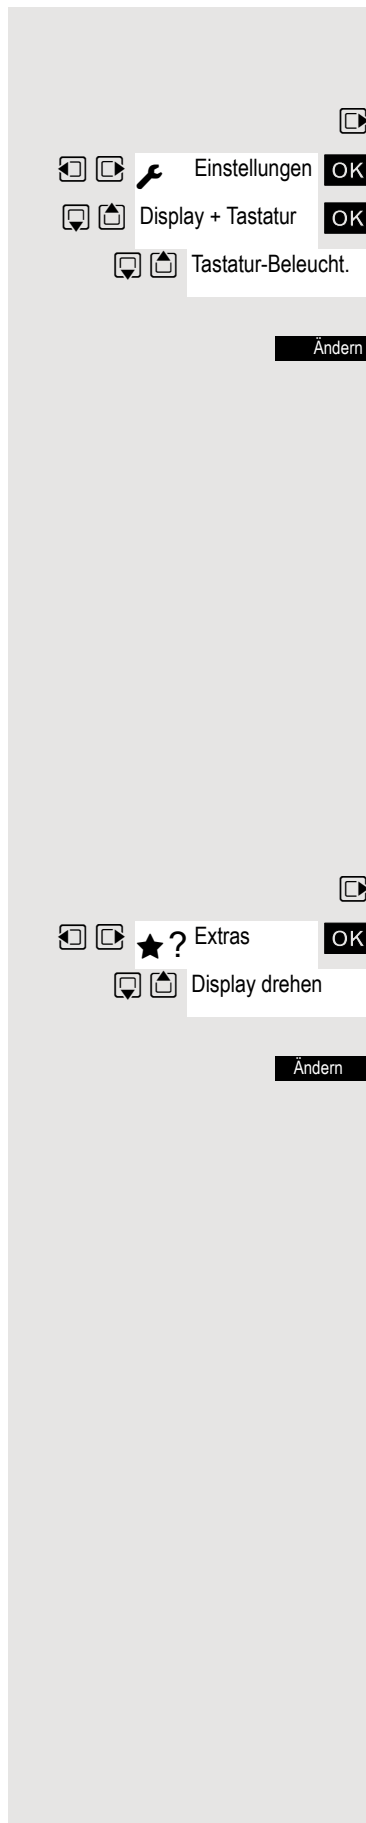 Einstellungen OK
Display + Tastatur OK
Tastatur-Beleucht.
Ändern
? Extras OK
Display drehen
Ändern